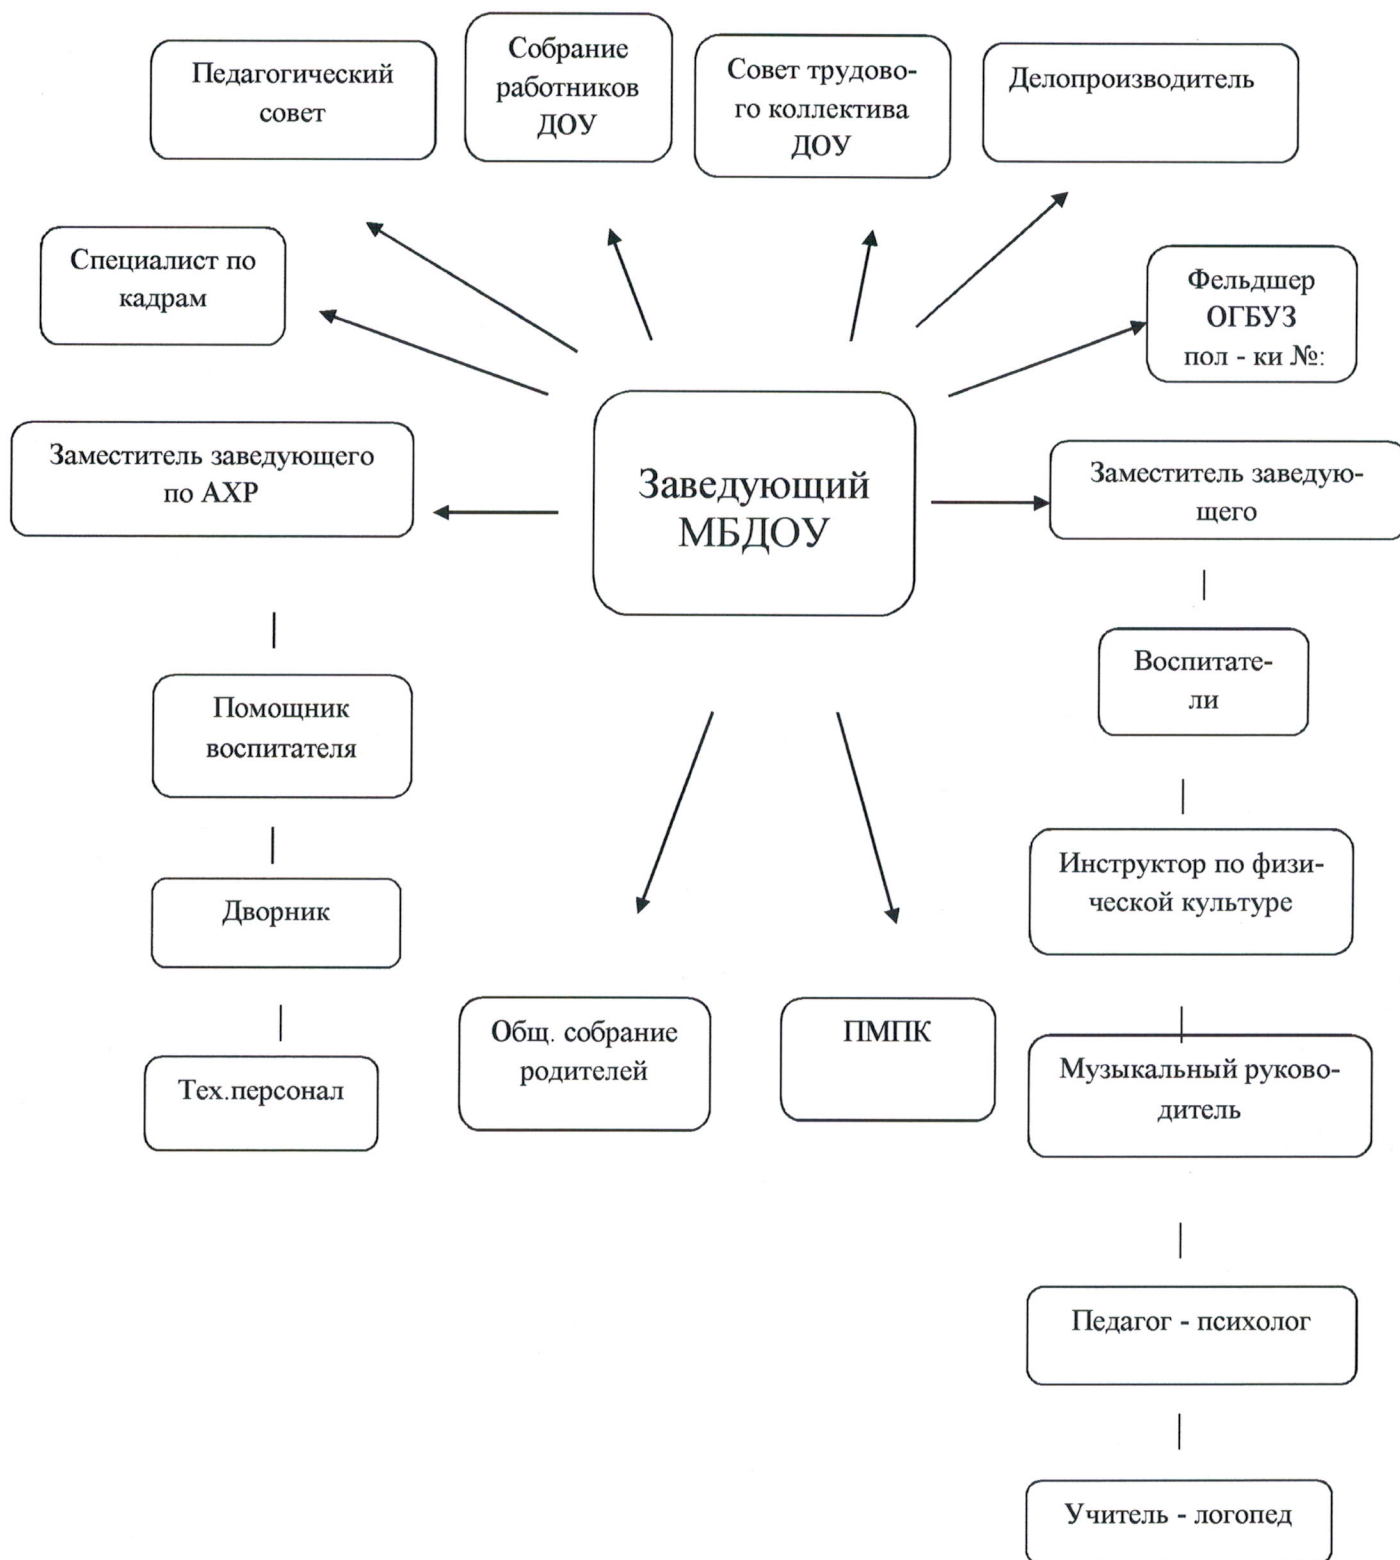 Педагогический
совет
Собрание
работников
ДОУ
Совет трудово-
го коллектива
ДОУ
Делопроизводитель
Специалист по
кадрам
Фельдшер
ОГБУЗ
пол - ки №:
Заместитель заведующего
по АХР
Заведующий
МБДОУ
Заместитель заведую-
щего
Помощник
воспитателя
Воспитате-
ли
Дворник
Инструктор по физи-
ческой культуре
Тех.персонал
Общ. собрание
родителей
ПМПК
Музыкальный руково-
дитель
Педагог - психолог
Учитель - логопед